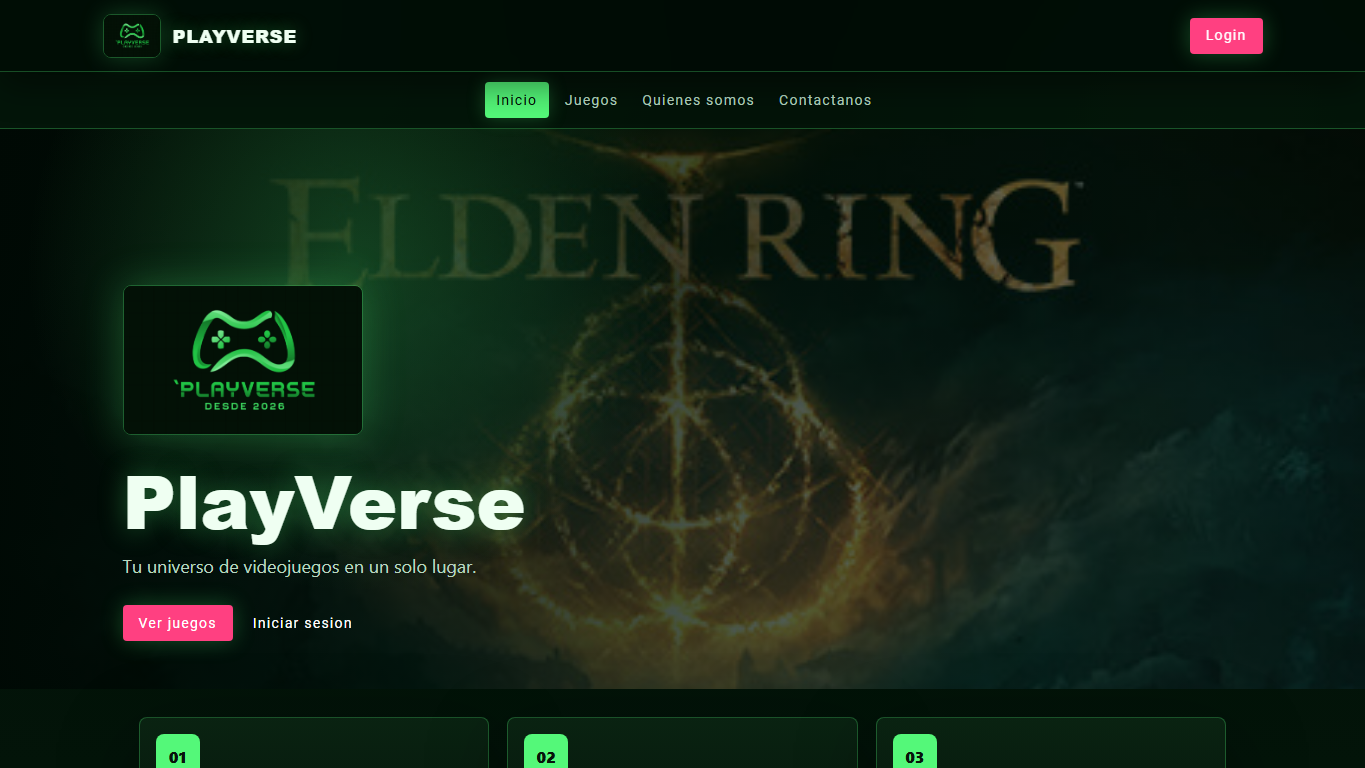 PLAYVERSE
Login
Inicio
Juegos
Quienes somos
Contactanos
ELDEN RING
`PLAYVERSE
DESDE 2026
PlayVerse
Tu universo de videojuegos en un solo lugar.
Ver juegos
Iniciar sesion
01
02
03